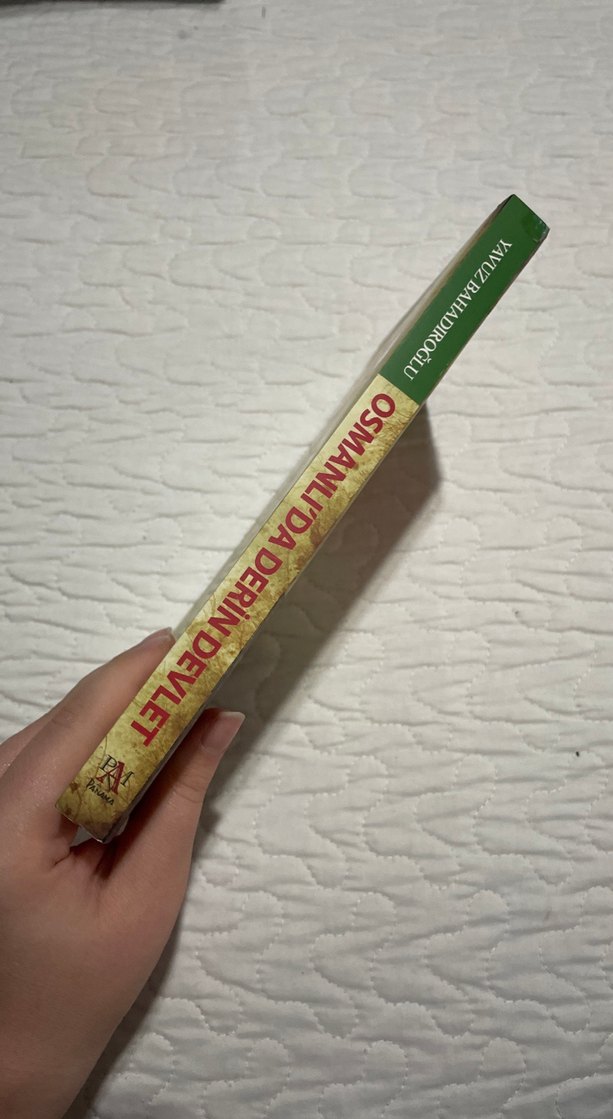 YAVUZ BAHADIROĞLU
OSMANLI'DA DERİN DEVLET
PANAMA